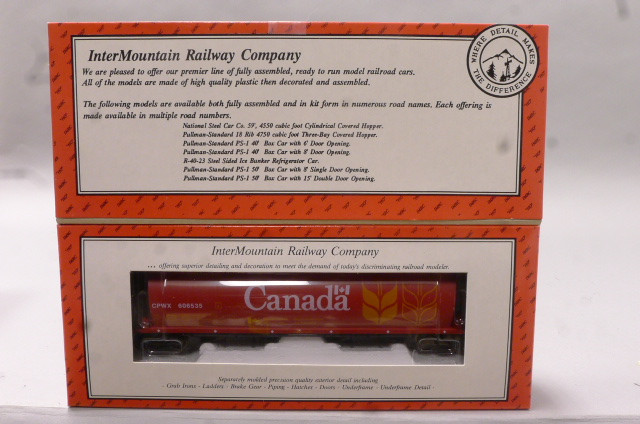 InterMountain Railway Company
We are pleased to offer our premier line of fully assembled, ready to run model railroad cars.
All of the models are made of high quality plastic then decorated and assembled.
The following models are available both fully assembled and in kit form in numerous road names. Each offering is
made available in multiple road numbers.
National Steel Car Co. 59', 4550 cubic foot Cylindrical Covered Hopper.
Pullman-Standard 18 Rib 4750 cubic foot Three-Bay Covered Hopper.
Pullman-Standard PS-1 40' Box Car with 6' Door Opening.
Pullman-Standard PS-1 40' Box Car with 8' Door Opening.
R-40-23 Steel Sided Ice Bunker Refrigerator Car.
Pullman-Standard PS-1 50' Box Car with 8' Single Door Opening.
Pullman-Standard PS-1 50' Box Car with 15' Double Door Opening.
WHERE DETAIL MAKES
THE DIFFERENCE
InterMountain Railway Company
... offering superior detailing and decoration to meet the demand of today's discriminating railroad modeler.
CPWX 606535
Canada
Separately molded precision quality exterior detail including
- Grab Irons - Ladders - Brake Gear - Piping - Hatches - Doors - Underframe - Underframe Detail -